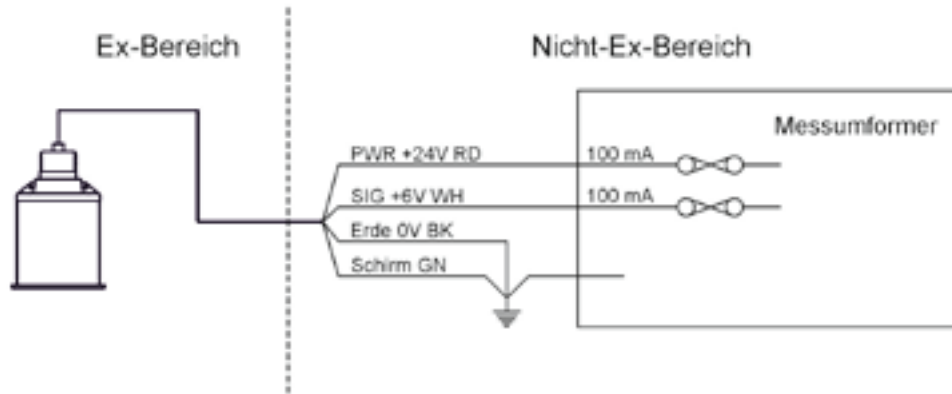 Ex-Bereich
Nicht-Ex-Bereich
Messumformer
PWR +24V RD
100 mA
SIG +6V WH
100 mA
Erde 0V BK
Schirm GN